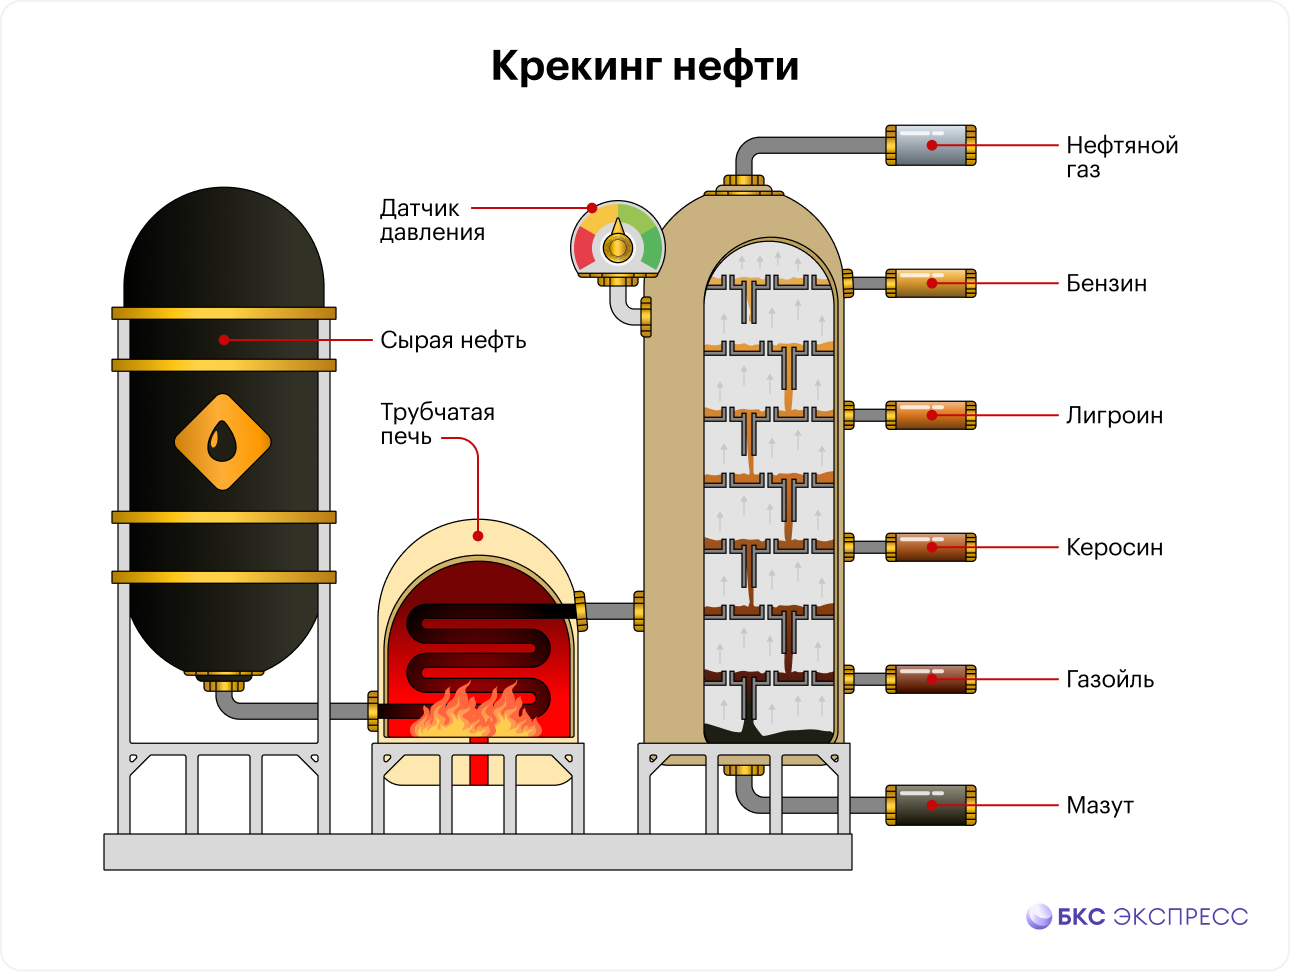 Крекинг нефти
Нефтяной
газ
Датчик
давления
Бензин
Сырая нефть
Трубчатая
печь
Лигроин
Керосин
Газойль
Мазут
БКС ЭКСПРЕСС